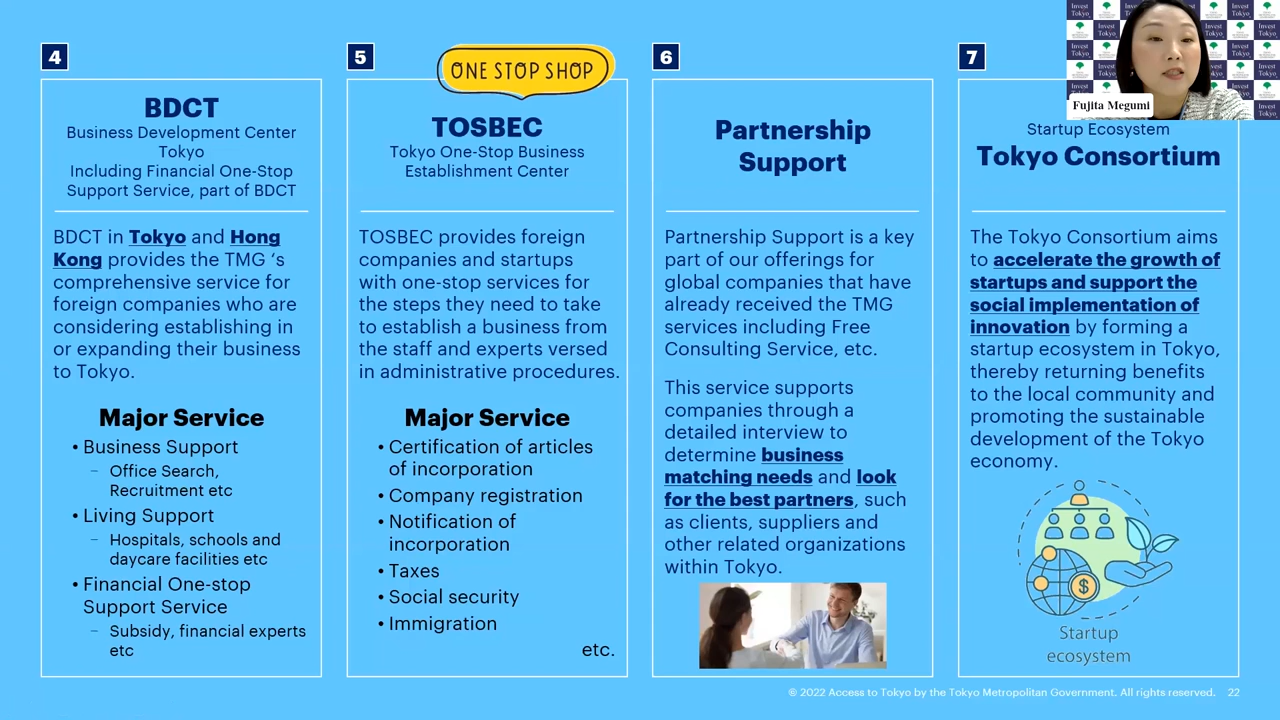 4
BDCT
Business Development Center
Tokyo
Including Financial One-Stop
Support Service, part of BDCT
BDCT in Tokyo and Hong
Kong provides the TMG ‘s
comprehensive service for
foreign companies who are
considering establishing in
or expanding their business
to Tokyo.
Major Service
• Business Support
– Office Search,
Recruitment etc
• Living Support
– Hospitals, schools and
daycare facilities etc
• Financial One-stop
Support Service
– Subsidy, financial experts
etc
5
ONE STOP SHOP
TOSBEC
Tokyo One-Stop Business
Establishment Center
TOSBEC provides foreign
companies and startups
with one-stop services for
the steps they need to take
to establish a business from
the staff and experts versed
in administrative procedures.
Major Service
• Certification of articles
of incorporation
• Company registration
• Notification of
incorporation
• Taxes
• Social security
• Immigration
etc.
6
Partnership
Support
Partnership Support is a key
part of our offerings for
global companies that have
already received the TMG
services including Free
Consulting Service, etc.
This service supports
companies through a
detailed interview to
determine business
matching needs and look
for the best partners, such
as clients, suppliers and
other related organizations
within Tokyo.
7
Invest
Tokyo
Fujita Megumi
Startup Ecosystem
Tokyo Consortium
The Tokyo Consortium aims
to accelerate the growth of
startups and support the
social implementation of
innovation by forming a
startup ecosystem in Tokyo,
thereby returning benefits
to the local community and
promoting the sustainable
development of the Tokyo
economy.
$
Startup
ecosystem
© 2022 Access to Tokyo by the Tokyo Metropolitan Government. All rights reserved. 22